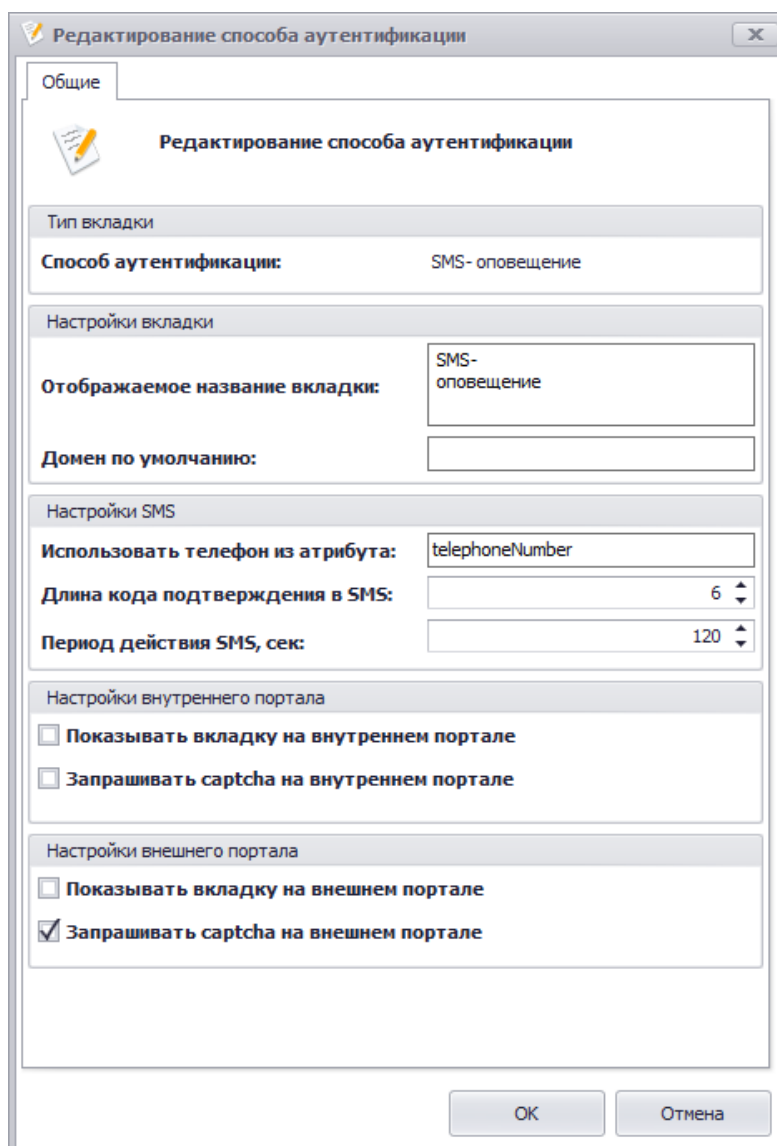 Редактирование способа аутентификации
Общие
Редактирование способа аутентификации
Тип вкладки
Способ аутентификации: SMS- оповещение
Настройки вкладки
Отображаемое название вкладки:
SMS-
оповещение
Домен по умолчанию:
Настройки SMS
Использовать телефон из атрибута: telephoneNumber
Длина кода подтверждения в SMS: 6
Период действия SMS, сек: 120
Настройки внутреннего портала
Показывать вкладку на внутреннем портале
Запрашивать captcha на внутреннем портале
Настройки внешнего портала
Показывать вкладку на внешнем портале
Запрашивать captcha на внешнем портале
OK Отмена